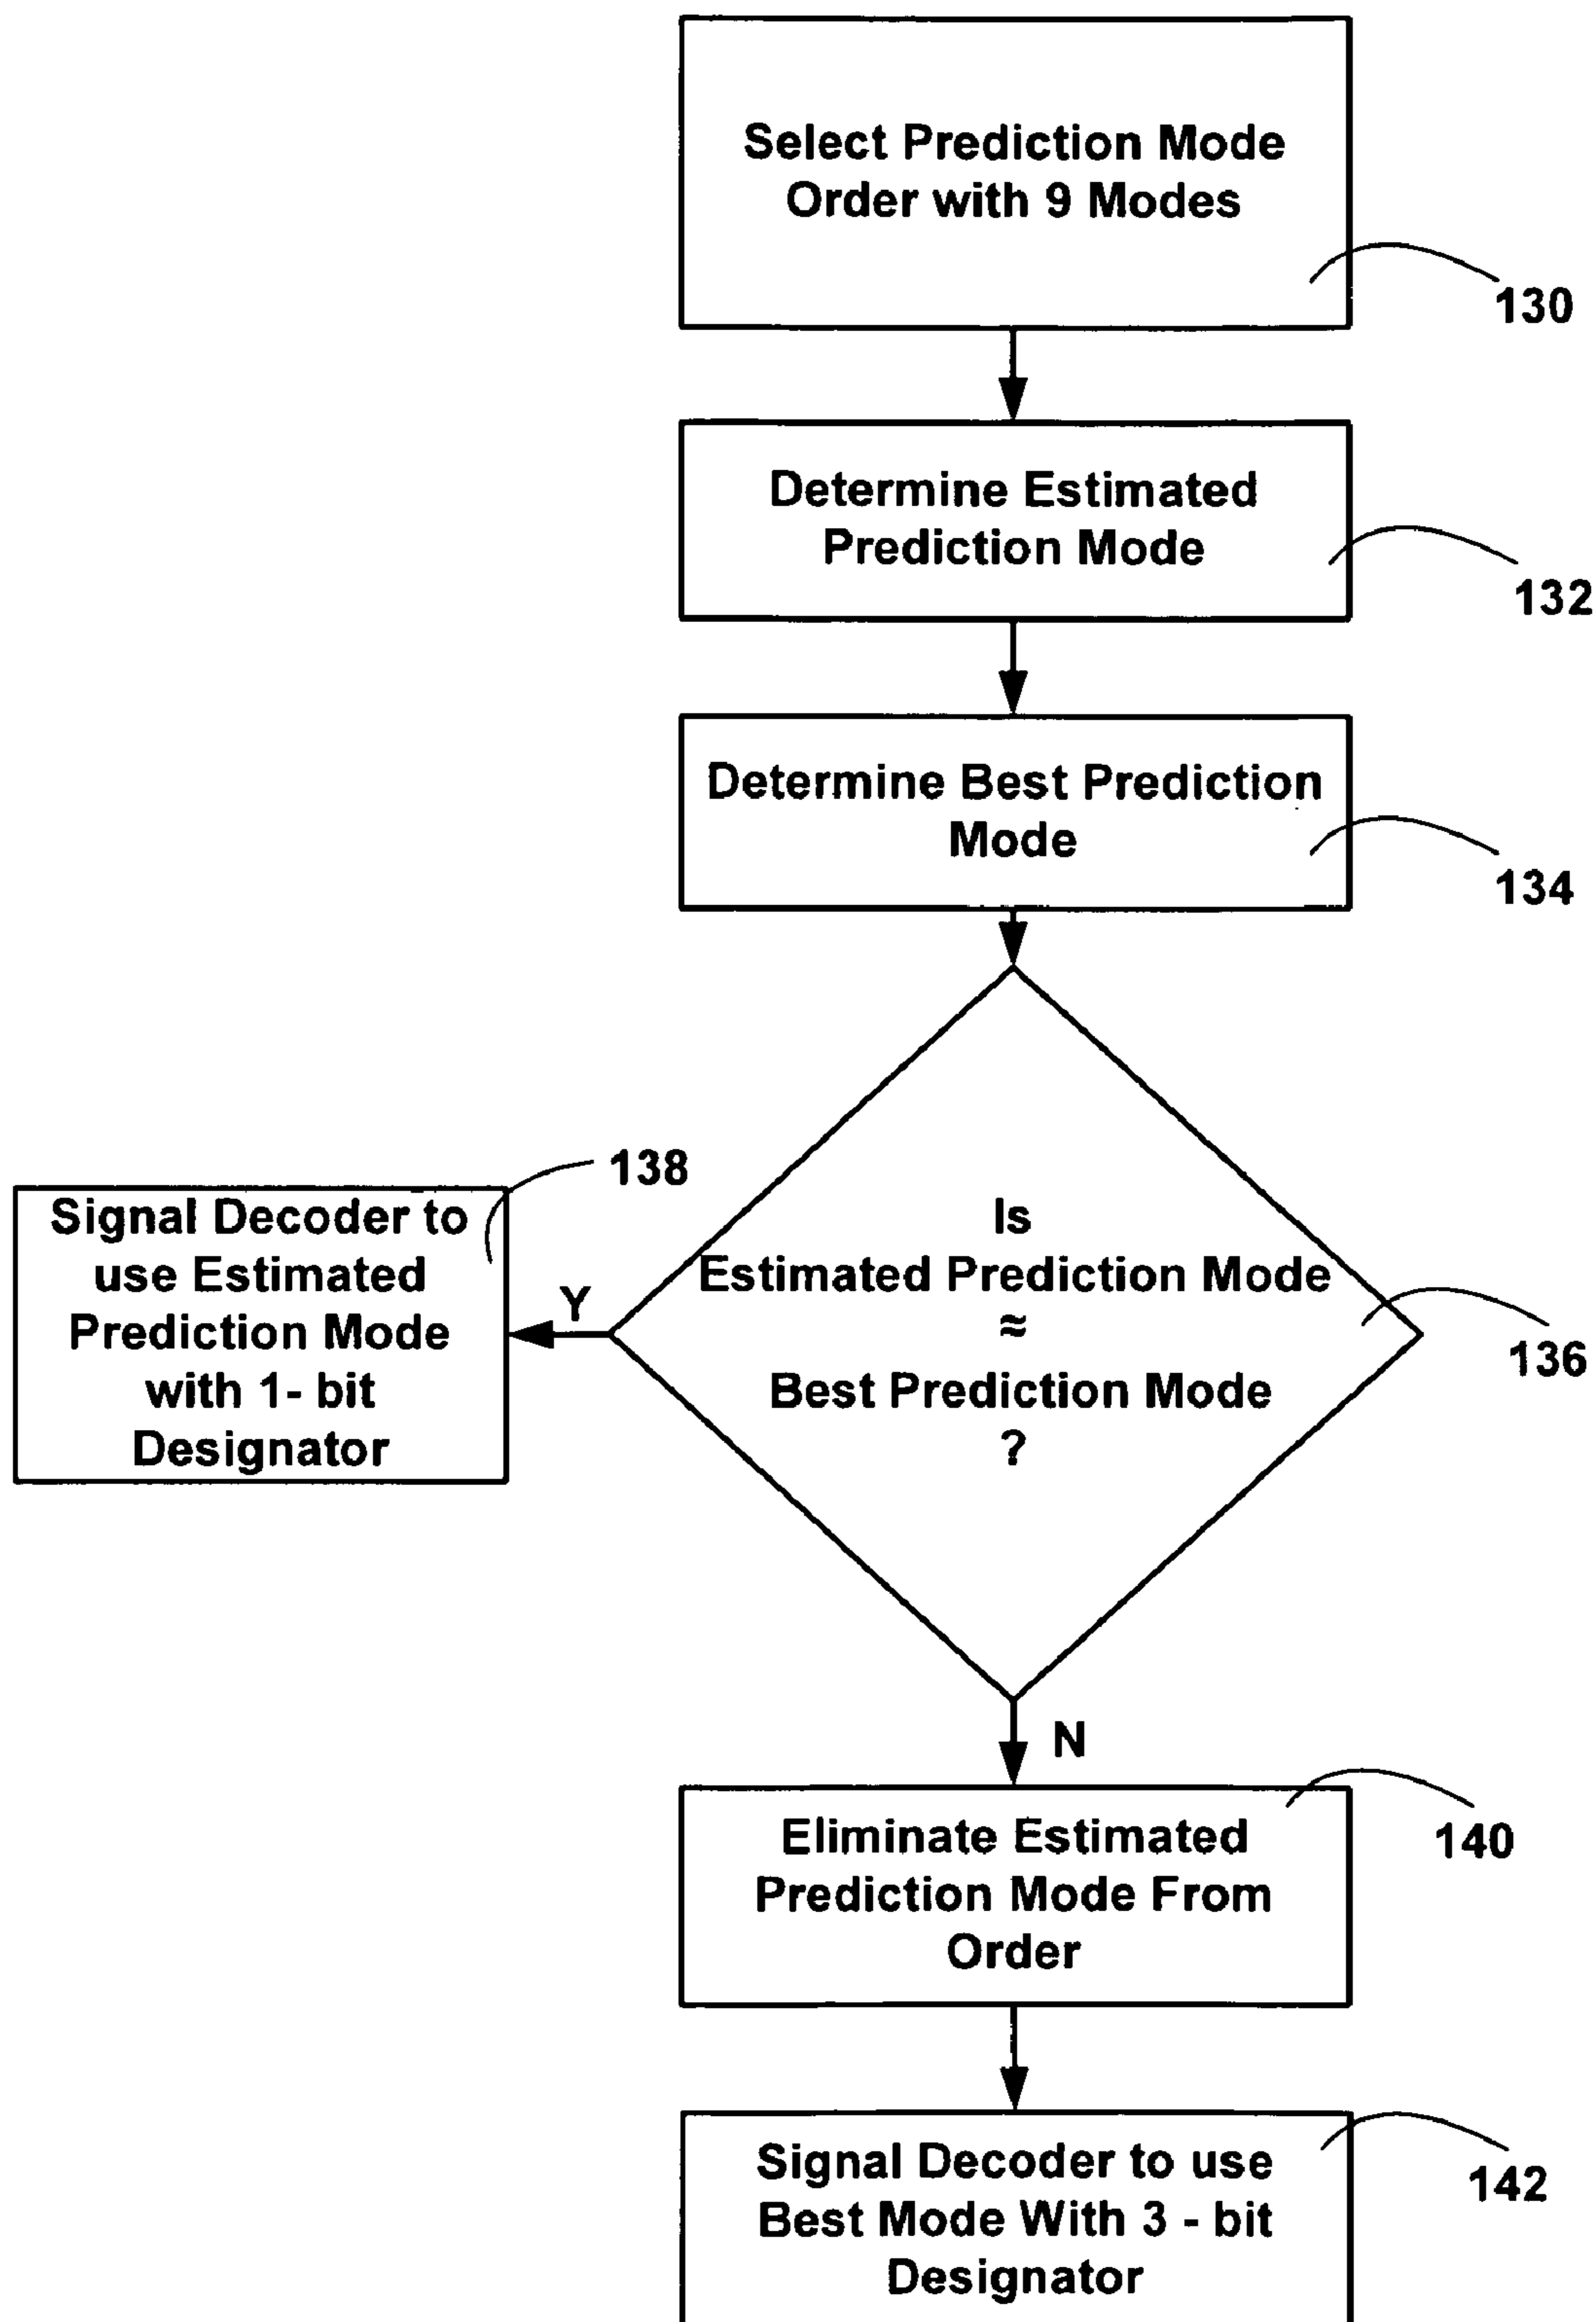 Select Prediction Mode
Order with 9 Modes
130
Determine Estimated
Prediction Mode
132
Determine Best Prediction
Mode
134
138
Signal Decoder to
use Estimated
Prediction Mode
with 1- bit
Designator
Y
Is
Estimated Prediction Mode
≈
Best Prediction Mode
?
136
N
Eliminate Estimated
Prediction Mode From
Order
140
Signal Decoder to use
Best Mode With 3 - bit
Designator
142